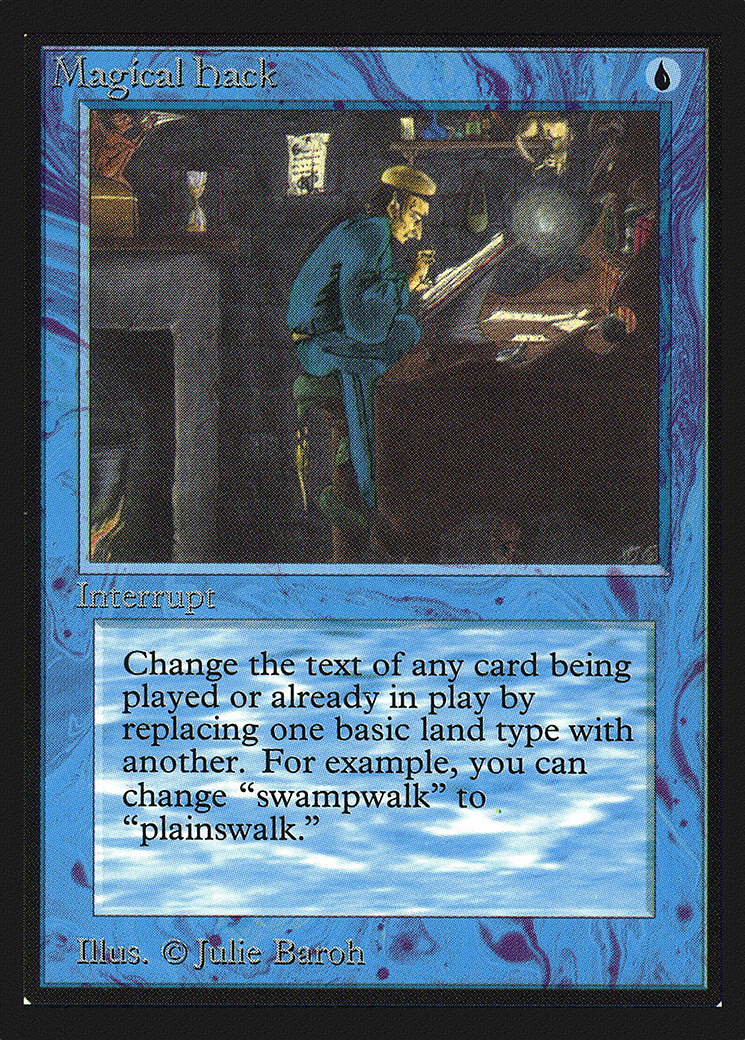 Magical Hack
Interrupt
Change the text of any card being
played or already in play by
replacing one basic land type with
another. For example, you can
change “swampwalk” to
“plainswalk.”
Illus. © Julie Baroh